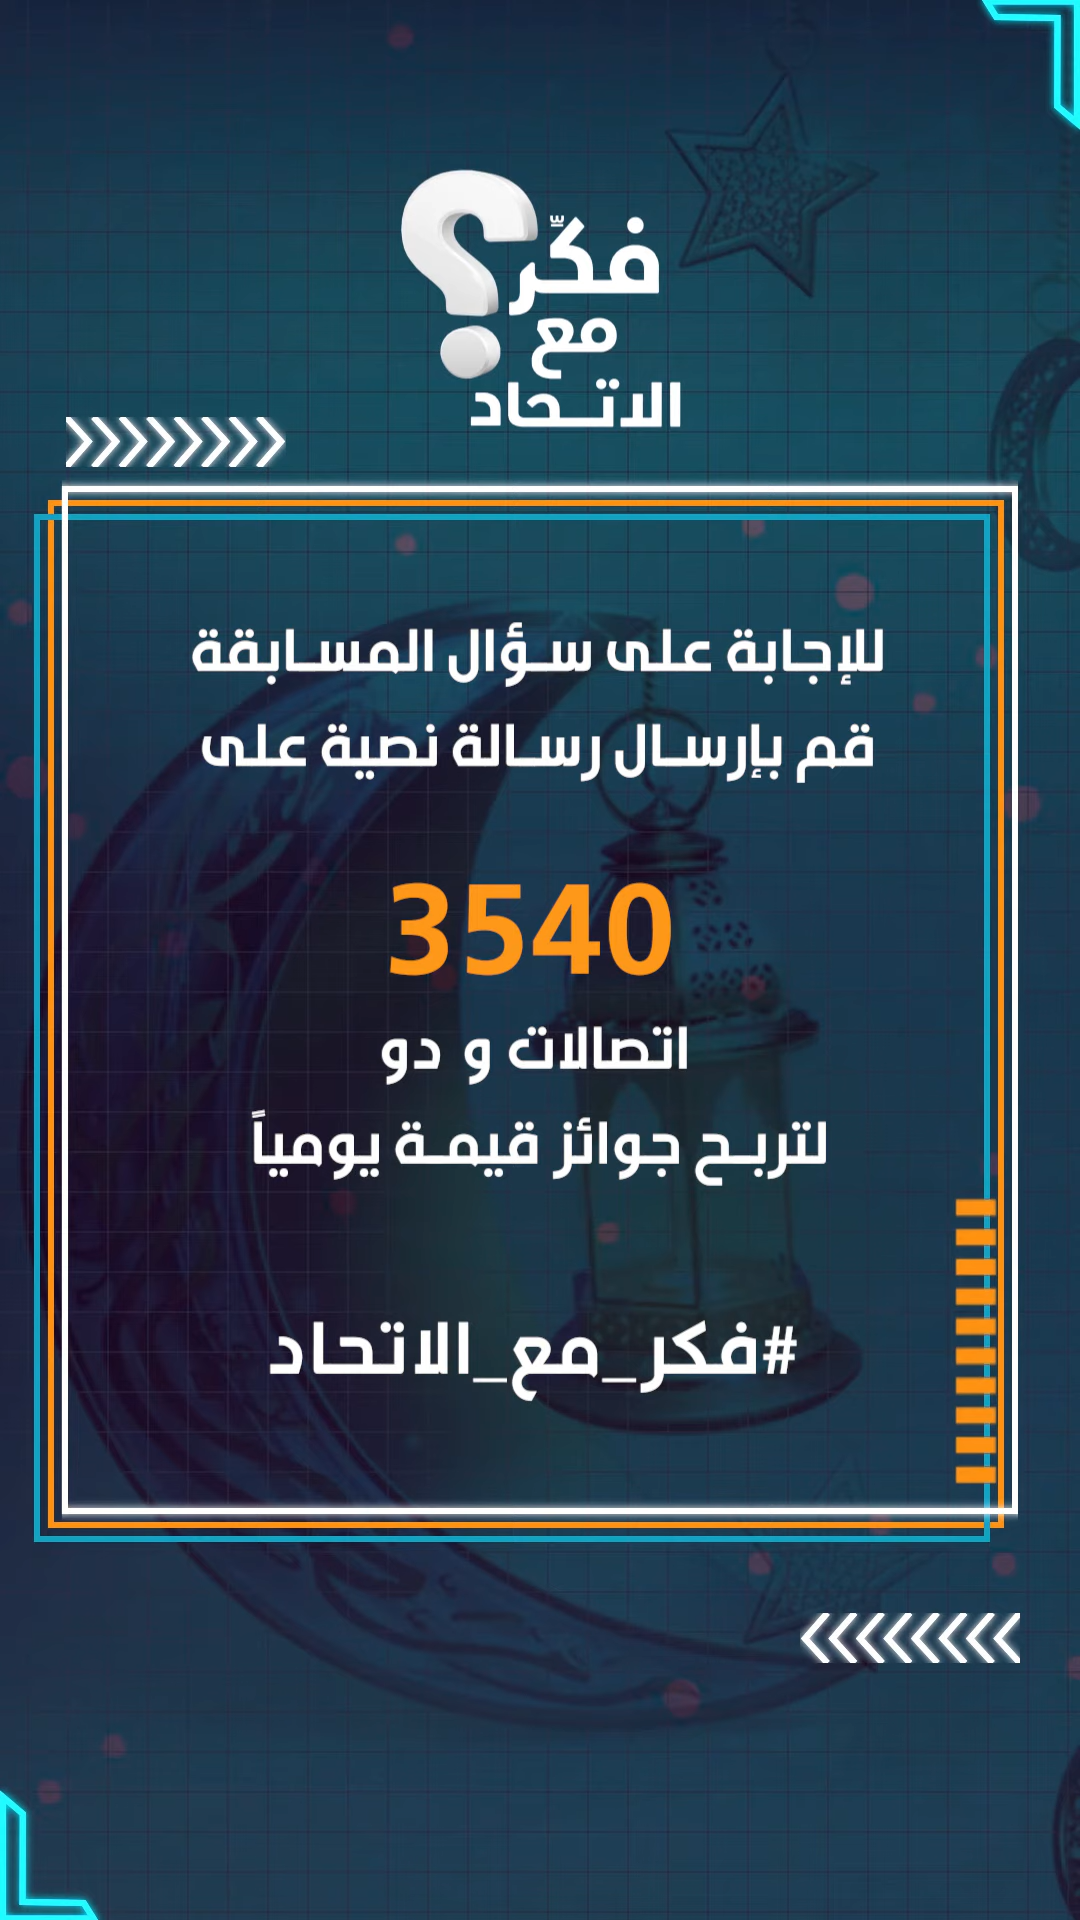 فكّر
مع
الاتـحاد
؟
للإجابة على سـؤال المسـابقة
قم بإرسـال رسـالة نصية على
3540
اتصالات و دو
لتربـح جوائز قيمـة يومياً
#فكر_مع_الاتحاد